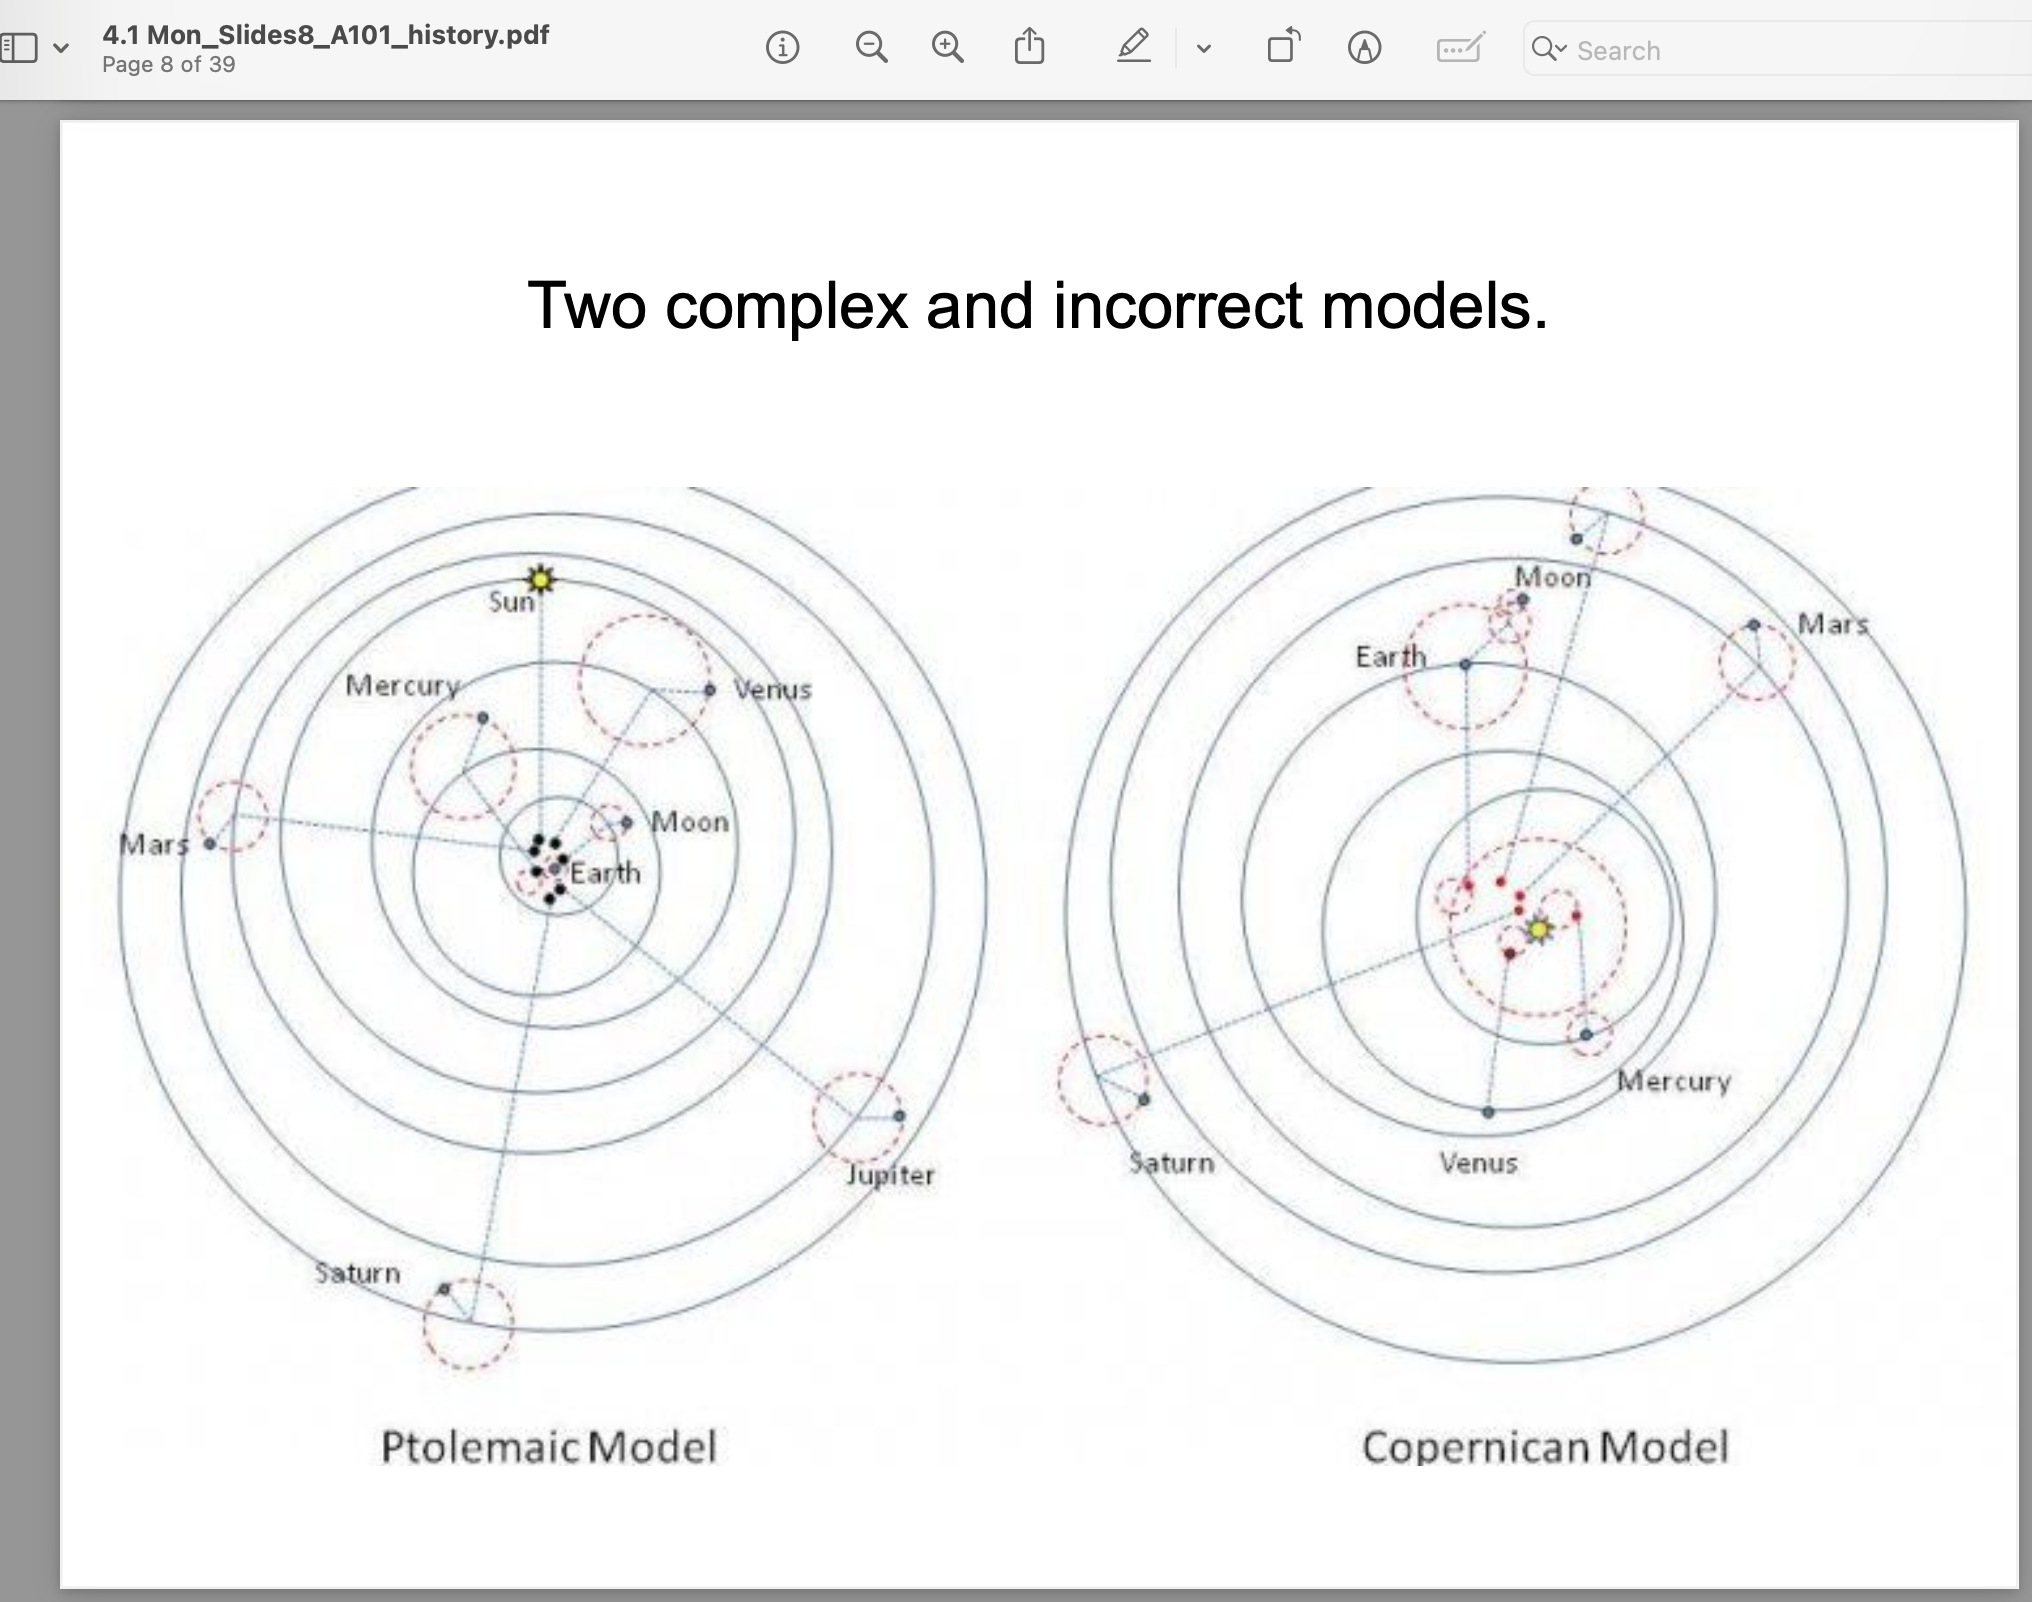 4.1 Mon_Slides8_A101_history.pdf
Page 8 of 39
Search
Two complex and incorrect models.
Sun
Mercury
Venus
Mars
Moon
Earth
Jupiter
Saturn
Ptolemaic Model
Moon
Mars
Earth
Mercury
Saturn
Venus
Copernican Model